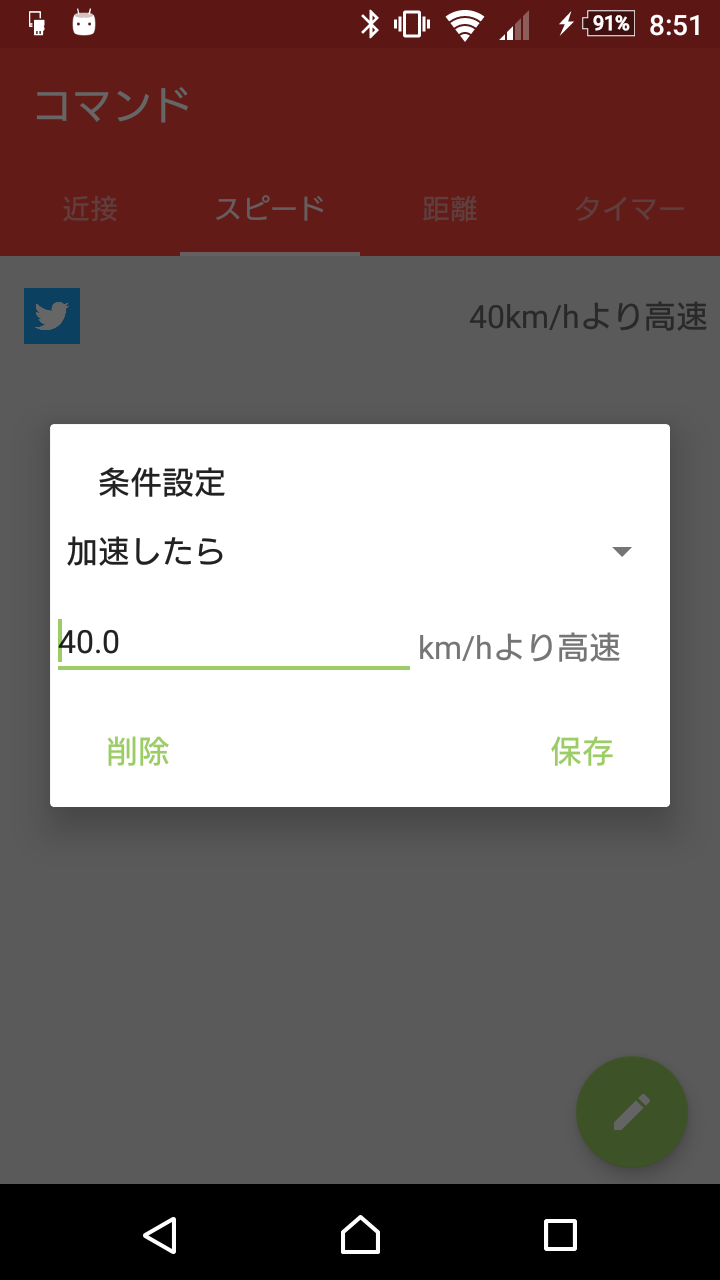 91% 8:51
コマンド
近接 スピード 距離 タイマー
40km/hより高速
条件設定
加速したら
40.0 km/hより高速
削除 保存